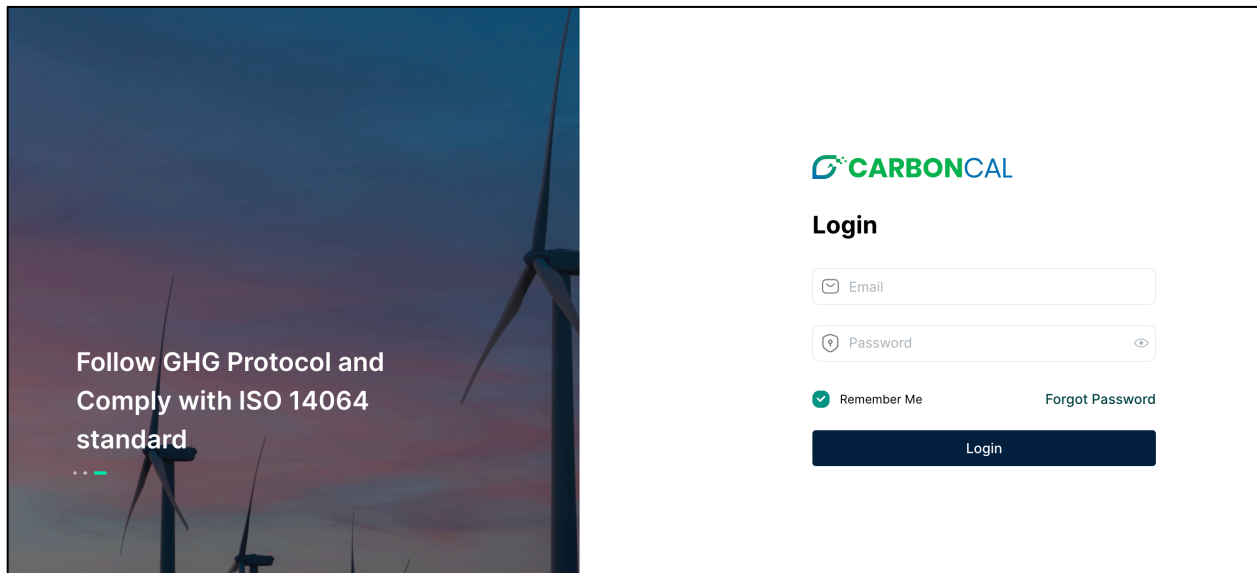 Follow GHG Protocol and
Comply with ISO 14064
standard
CARBONCAL
Login
Email
Password
Remember Me
Forgot Password
Login